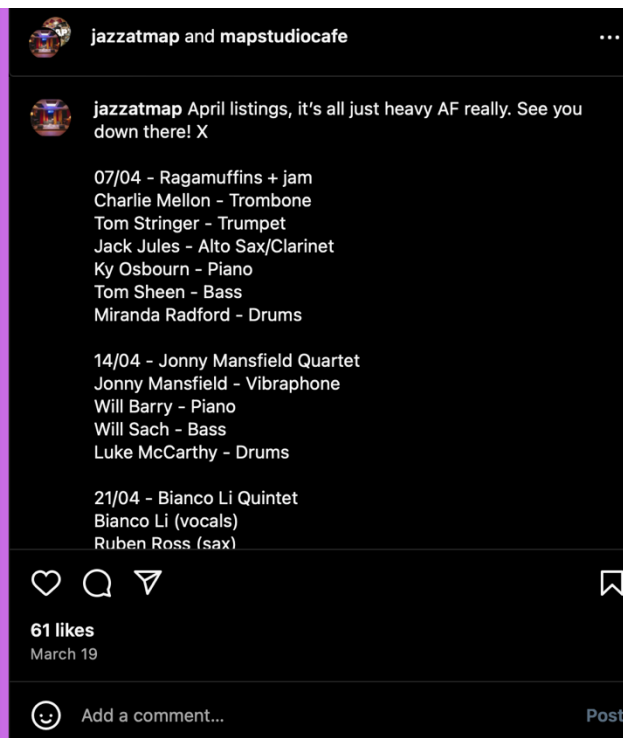 jazzatmap and mapstudiocafe
jazzatmap April listings, it's all just heavy AF really. See you
down there! X
07/04 - Ragamuffins + jam
Charlie Mellon - Trombone
Tom Stringer - Trumpet
Jack Jules - Alto Sax/Clarinet
Ky Osbourn - Piano
Tom Sheen - Bass
Miranda Radford - Drums
14/04 - Jonny Mansfield Quartet
Jonny Mansfield - Vibraphone
Will Barry - Piano
Will Sach - Bass
Luke McCarthy - Drums
21/04 - Bianco Li Quintet
Bianco Li (vocals)
Ruben Ross (sax)
61 likes
March 19
Add a comment...
Post